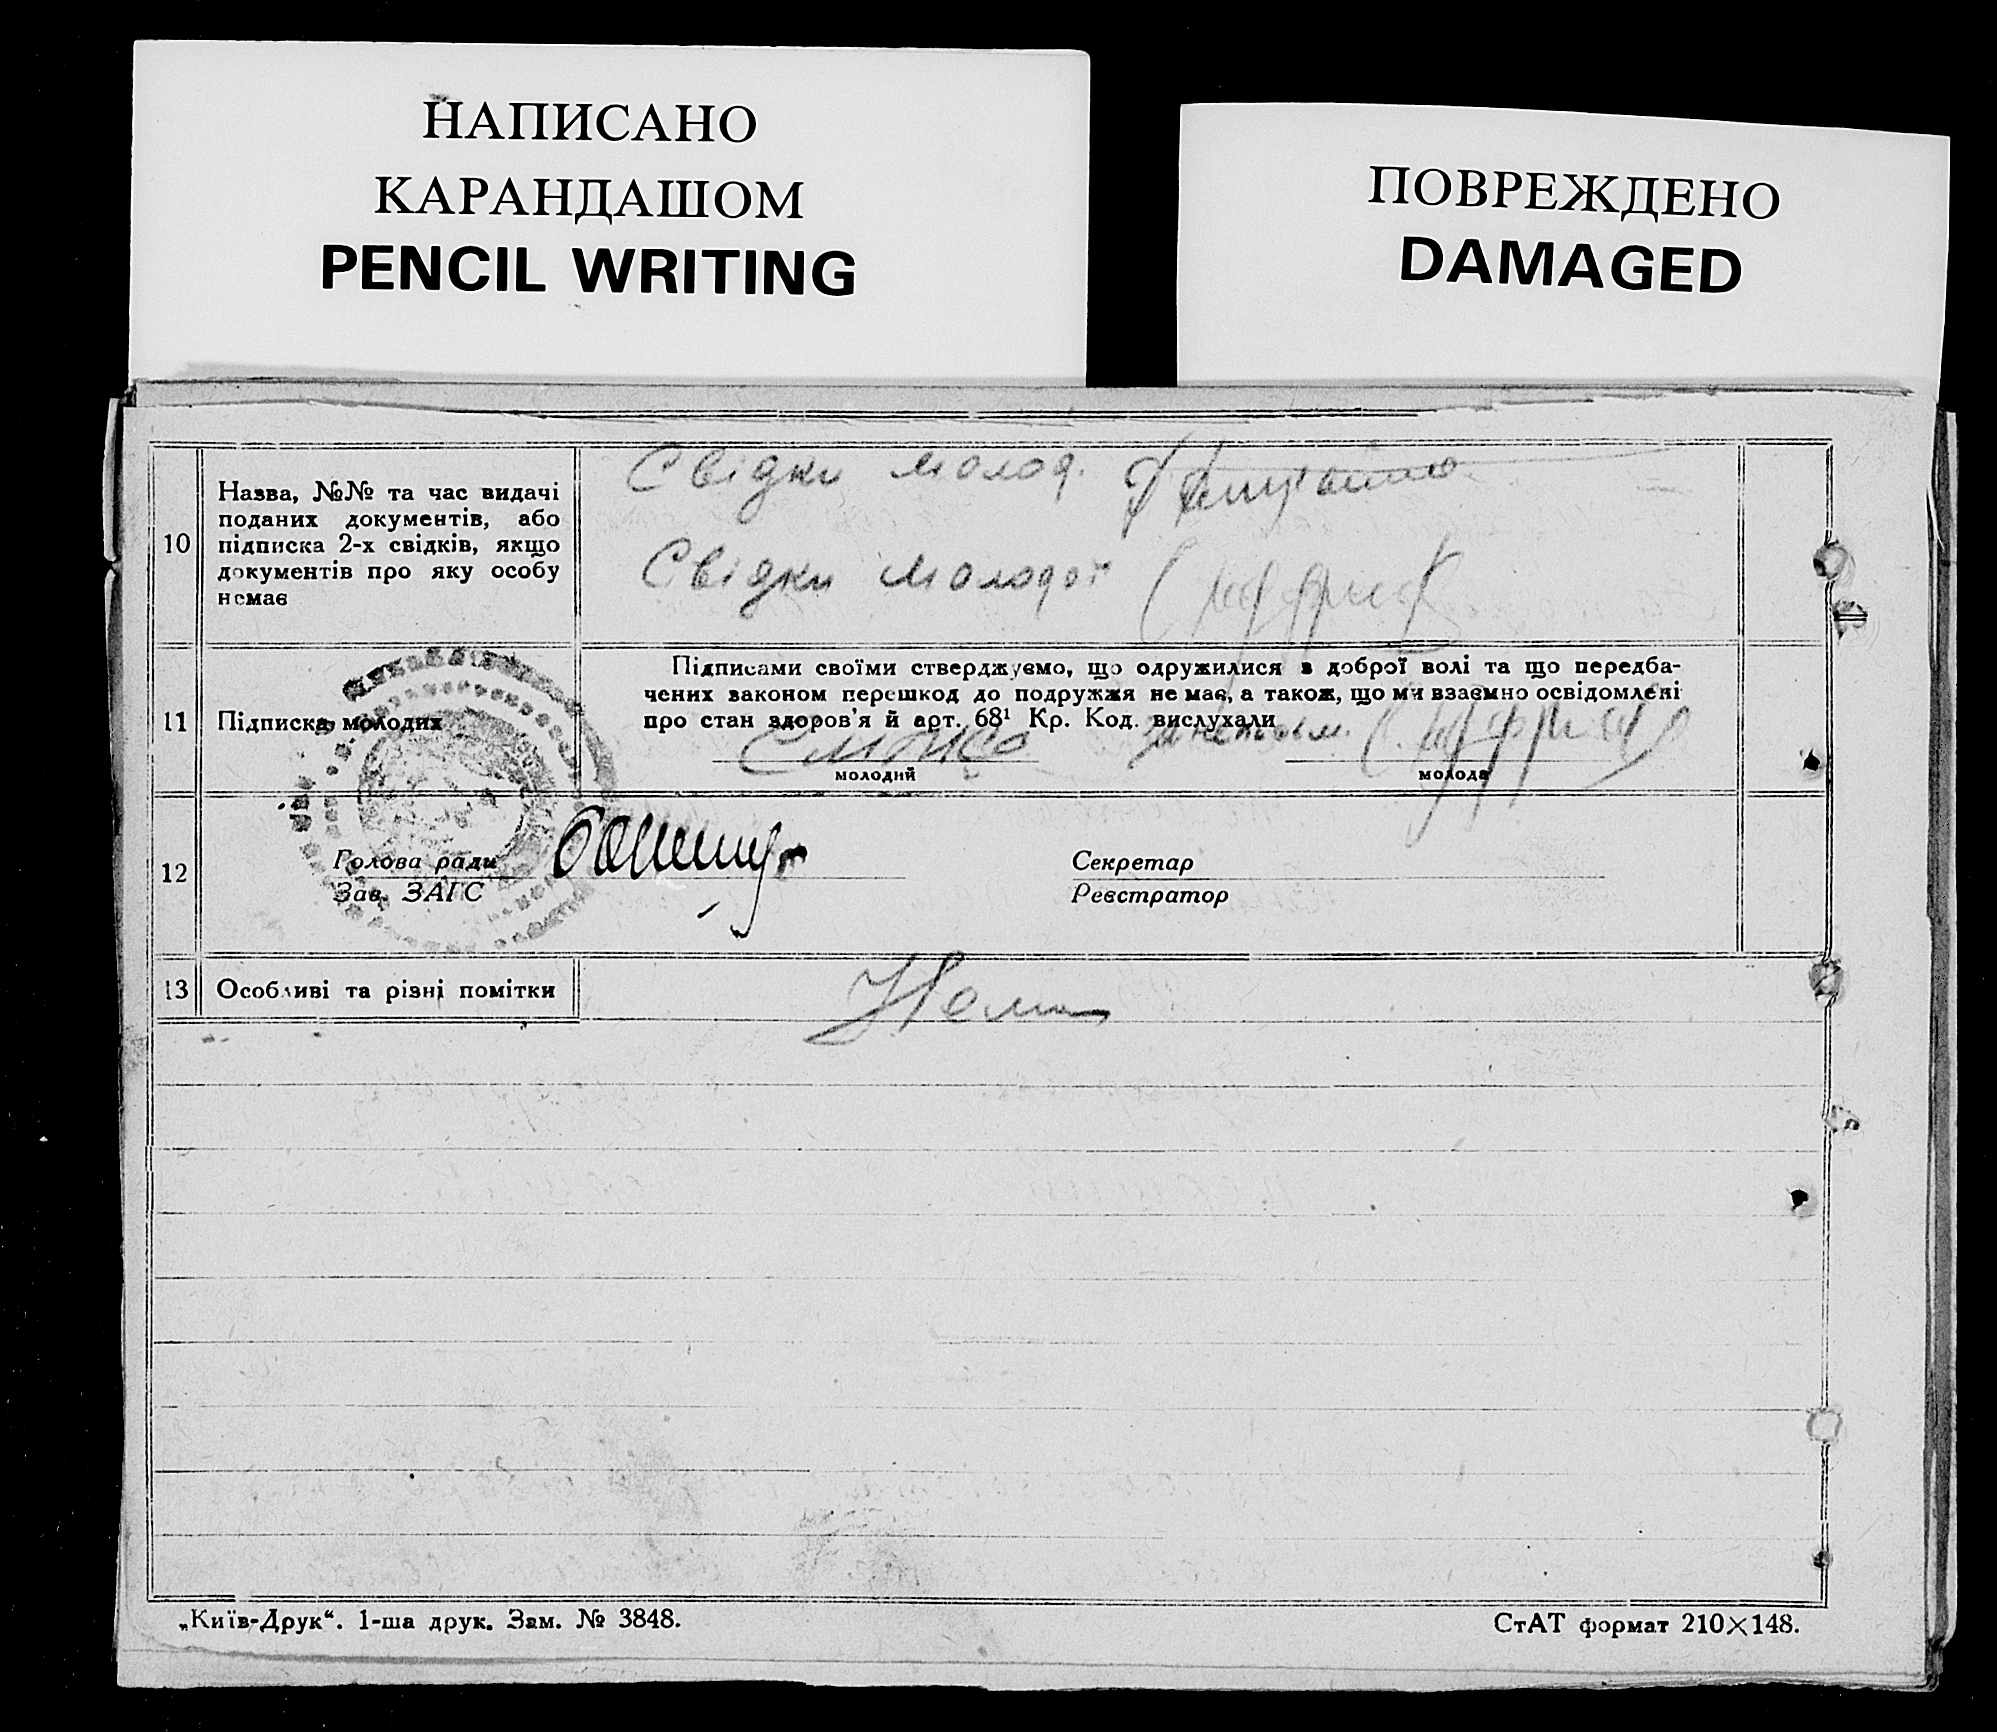 НАПИСАНО
КАРАНДАШОМ
PENCIL WRITING
ПОВРЕЖДЕНО
DAMAGED
10
Назва, №№ та час видачі
поданих документів, або
підписка 2-х свідків, якщо
документів про яку особу
немає
Свідки молод.
Свідки молодої
11
Підписка молодих
Підписами своїми стверджуємо, що одружилися з доброї волі та що передба-
чених законом перешкод до подружжя не має, а також, що ми взаємно освідомлені
про стан здоров'я й арт. 68¹ Кр. Код. вислухали
молодий
молода
12
Голова ради
Зав. ЗАГС
Секретар
Реєстратор
13
Особливі та різні помітки
„Київ-Друк“. 1-ша друк. Зам. № 3848.
СтАТ формат 210×148.